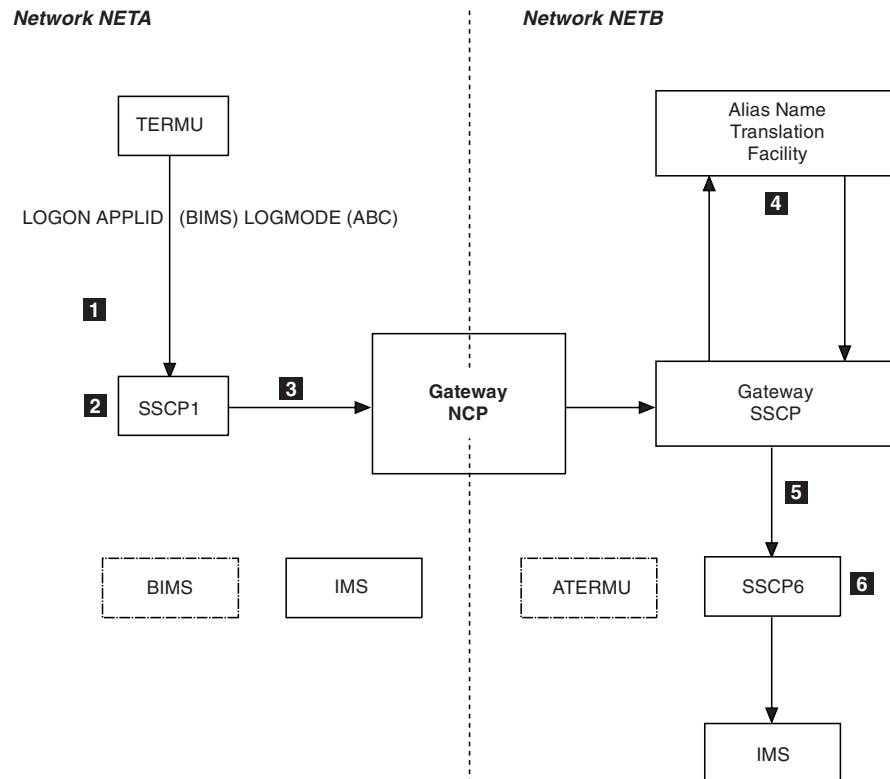 Network NETA
Network NETB
TERMU
Alias Name
Translation
Facility
LOGON APPLID (BIMS) LOGMODE (ABC)
4
1
2
SSCP1
3
Gateway
NCP
Gateway
SSCP
5
BIMS
IMS
ATERMU
SSCP6
6
IMS